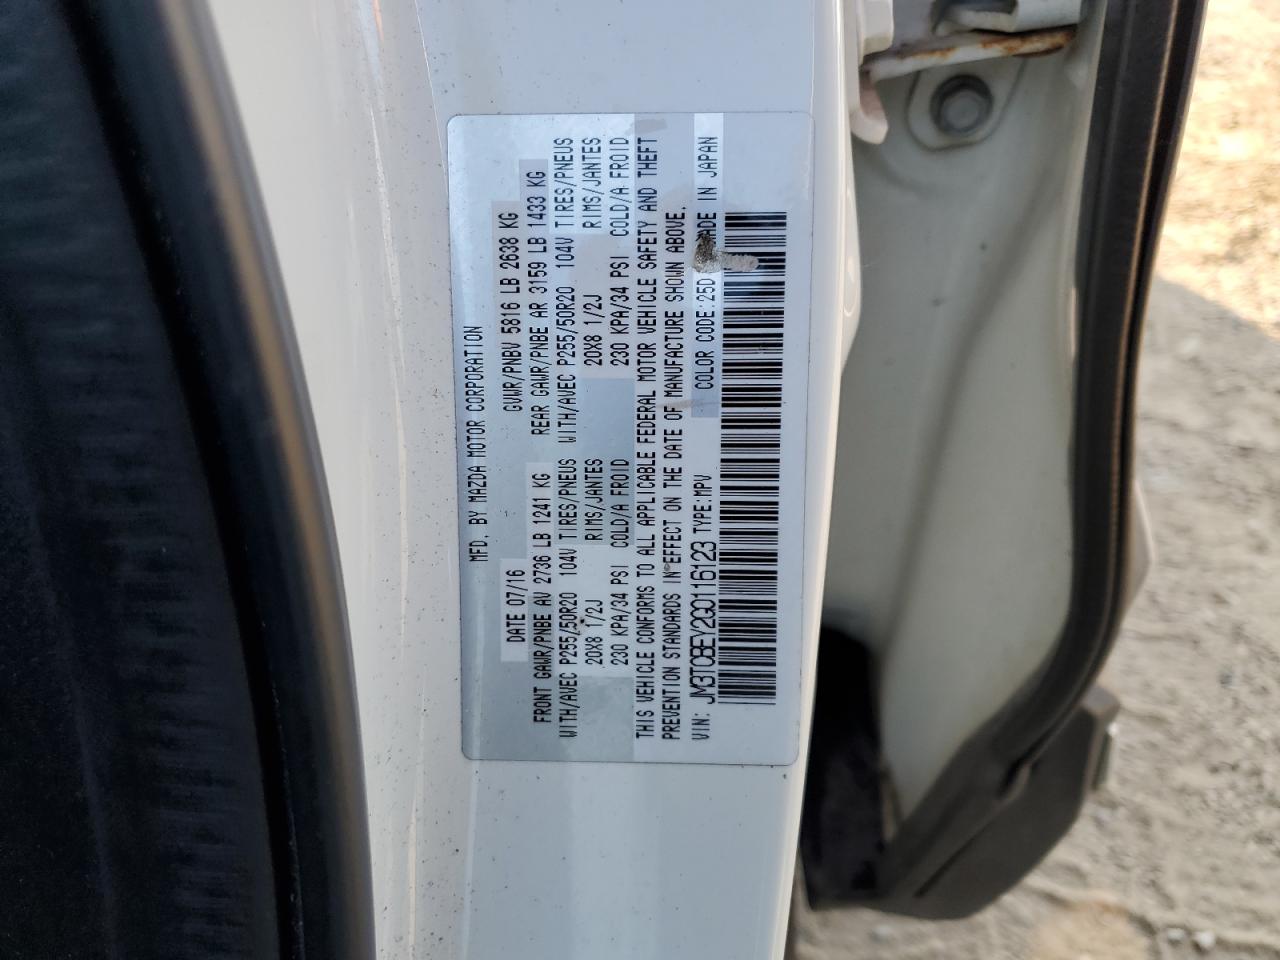 MFD. BY MAZDA MOTOR CORPORATION
DATE 07/16 GVWR/PNBV 5816 LB 2638 KG
FRONT GAWR/PNBE AV 2736 LB 1241 KG REAR GAWR/PNBE AR 3159 LB 1433 KG
WITH/AVEC P255/50R20 104V TIRES/PNEUS WITH/AVEC P255/50R20 104V TIRES/PNEUS
20X8 1/2J RIMS/JANTES 20X8 1/2J RIMS/JANTES
230 KPA/34 PSI COLD/A FROID 230 KPA/34 PSI COLD/A FROID
THIS VEHICLE CONFORMS TO ALL APPLICABLE FEDERAL MOTOR VEHICLE SAFETY AND THEFT
PREVENTION STANDARDS IN EFFECT ON THE DATE OF MANUFACTURE SHOWN ABOVE.
VIN: JM3TCBEY2G0116123 TYPE:MPV COLOR CODE:25D MADE IN JAPAN